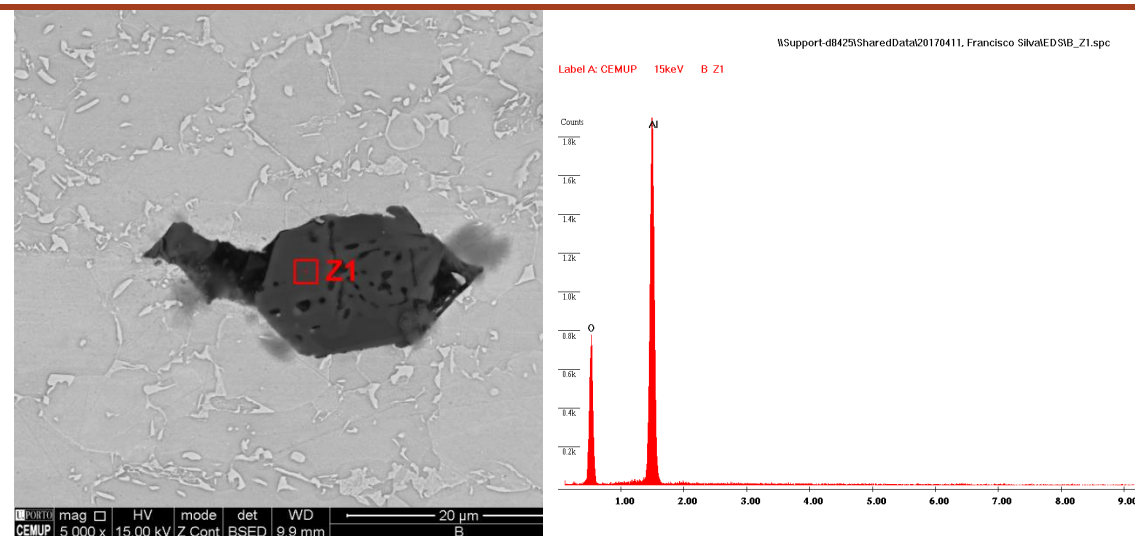 \\Support-d8425\SharedData\20170411, Francisco Silva\EDS\B_Z1.spc
Label A: CEMUP 15keV B Z1
Counts
Al
1.8k
1.6k
1.4k
1.2k
1.0k
0.8k
O
0.6k
0.4k
0.2k
1.00 2.00 3.00 4.00 5.00 6.00 7.00 8.00 9.00
Z1
U.PORTO mag □ HV mode det WD 20 µm
CEMUP 5 000 x 15.00 kV Z Cont BSED 9.9 mm B